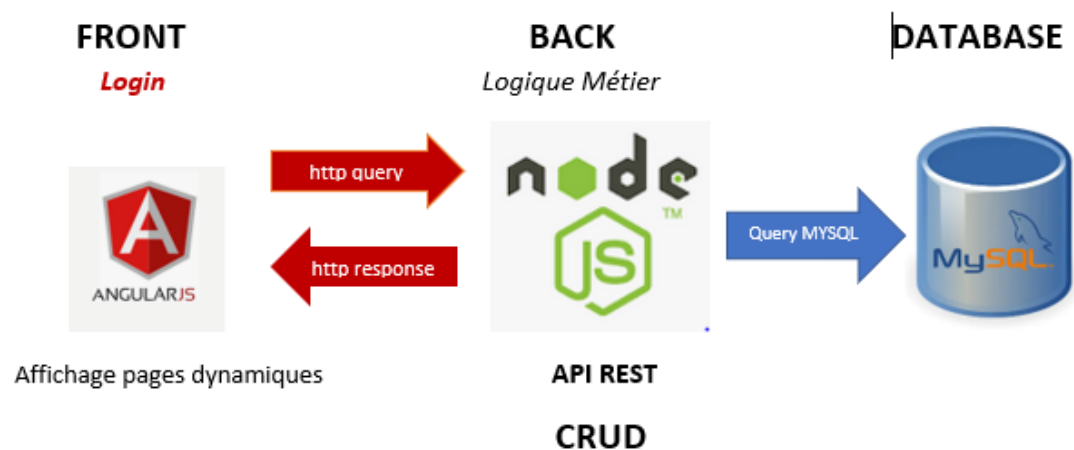 FRONT
BACK
DATABASE
Login
Logique Métier
http query
http response
ANGULARJS
node
TM
JS
Query MYSQL
MySQL
Affichage pages dynamiques
API REST
CRUD